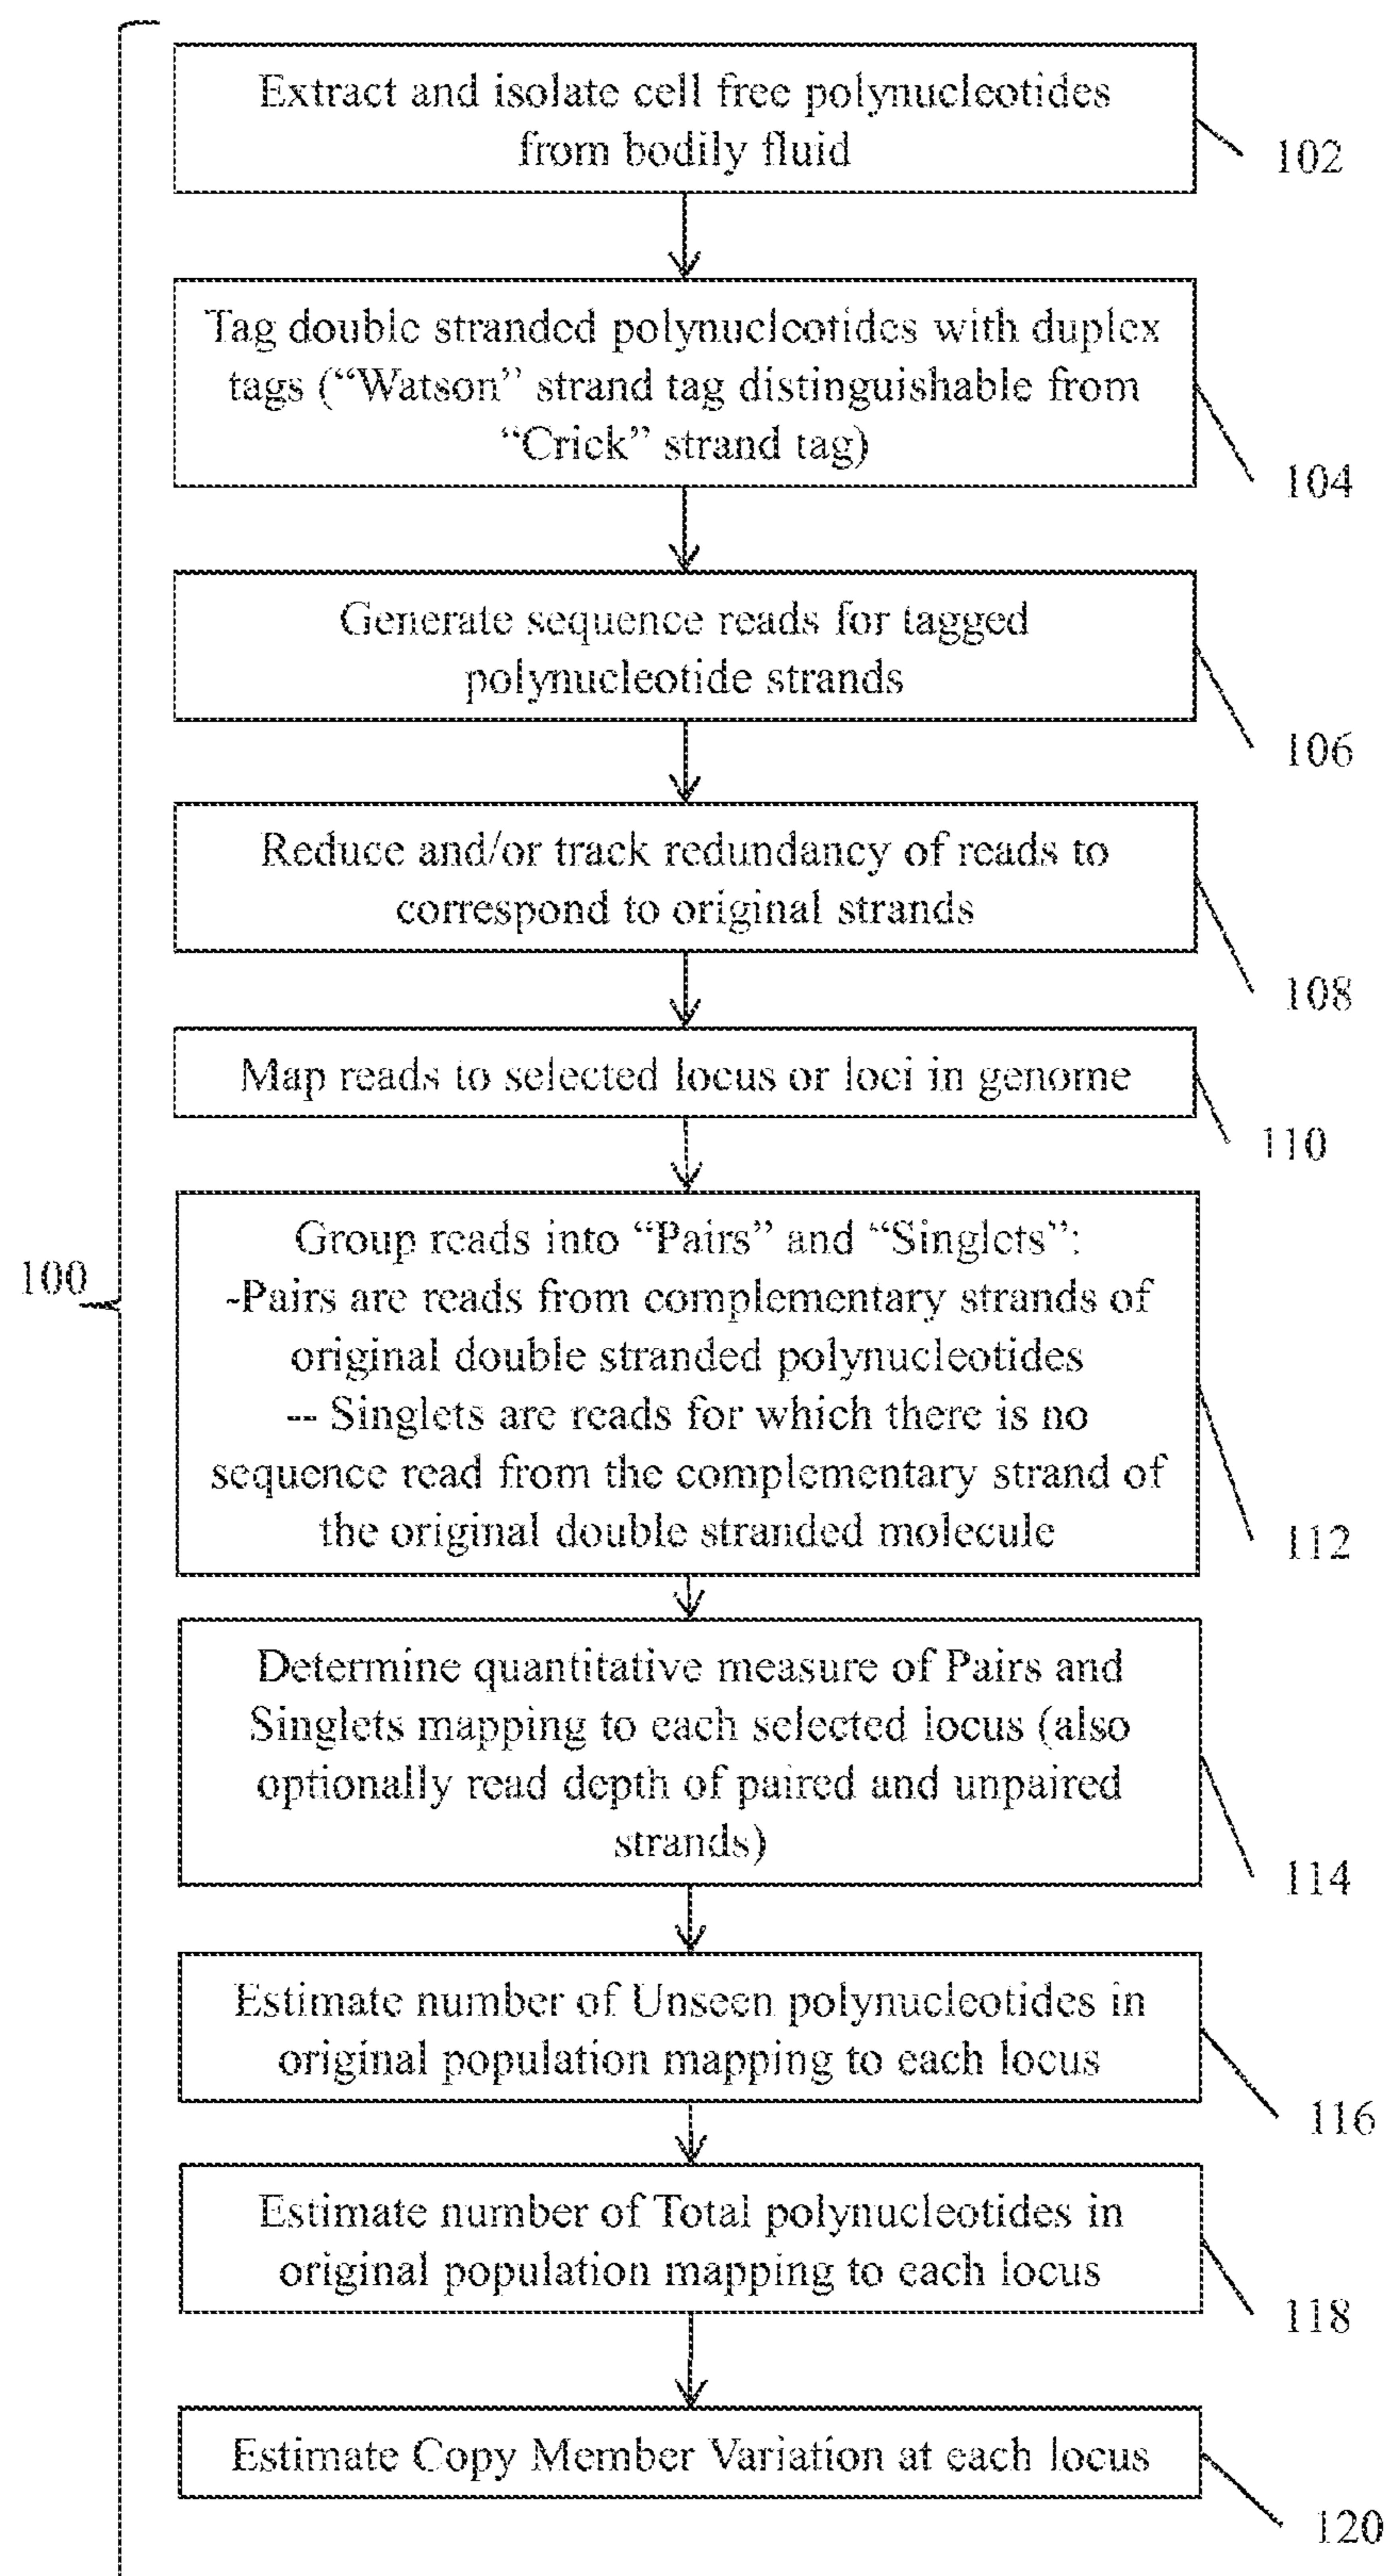 Extract and isolate cell free polynucleotides
from bodily fluid
102
Tag double stranded polynucleotides with duplex
tags (“Watson” strand tag distinguishable from
“Crick” strand tag)
104
Generate sequence reads for tagged
polynucleotide strands
106
Reduce and/or track redundancy of reads to
correspond to original strands
108
Map reads to selected locus or loci in genome
110
100
Group reads into “Pairs” and “Singlets”:
-Pairs are reads from complementary strands of
original double stranded polynucleotides
-- Singlets are reads for which there is no
sequence read from the complementary strand of
the original double stranded molecule
112
Determine quantitative measure of Pairs and
Singlets mapping to each selected locus (also
optionally read depth of paired and unpaired
strands)
114
Estimate number of Unseen polynucleotides in
original population mapping to each locus
116
Estimate number of Total polynucleotides in
original population mapping to each locus
118
Estimate Copy Member Variation at each locus
120